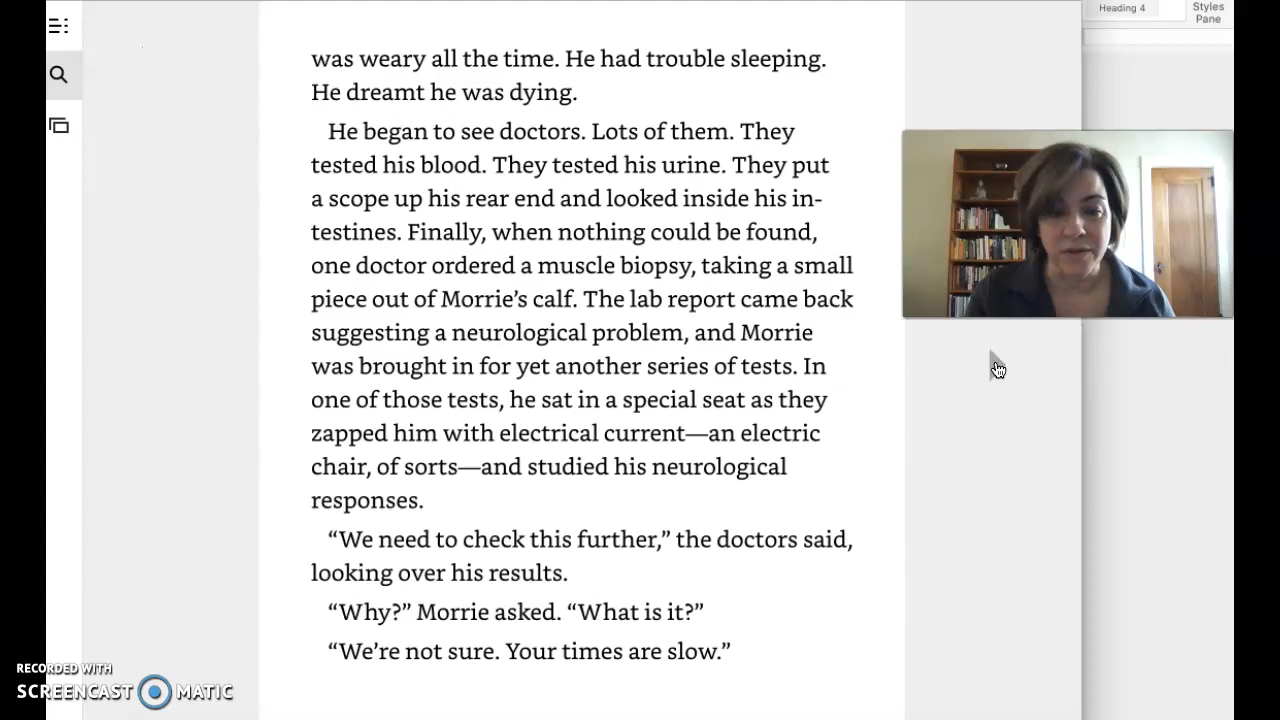 Heading 4
Styles
Pane
was weary all the time. He had trouble sleeping.
He dreamt he was dying.
He began to see doctors. Lots of them. They
tested his blood. They tested his urine. They put
a scope up his rear end and looked inside his in-
testines. Finally, when nothing could be found,
one doctor ordered a muscle biopsy, taking a small
piece out of Morrie’s calf. The lab report came back
suggesting a neurological problem, and Morrie
was brought in for yet another series of tests. In
one of those tests, he sat in a special seat as they
zapped him with electrical current—an electric
chair, of sorts—and studied his neurological
responses.
“We need to check this further,” the doctors said,
looking over his results.
“Why?” Morrie asked. “What is it?”
“We’re not sure. Your times are slow.”
RECORDED WITH
SCREENCAST MATIC